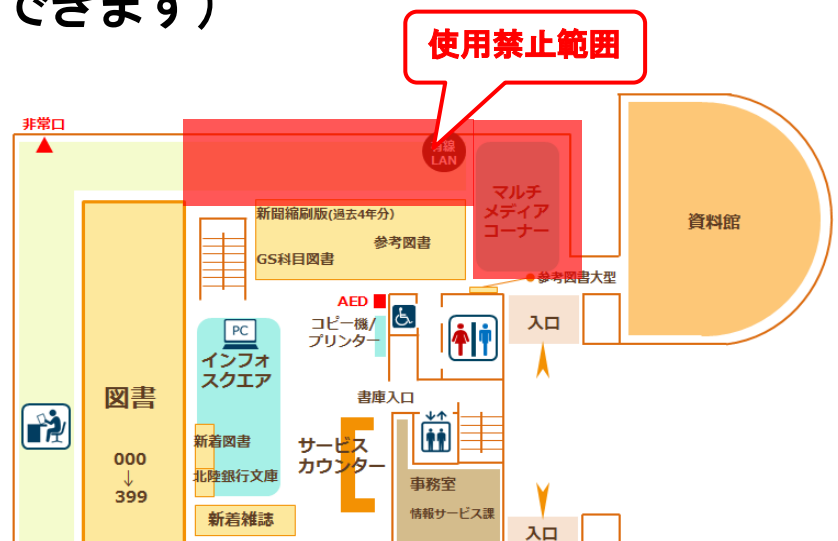 できます）
使用禁止範囲
非常口
有線
LAN
マルチ
メディア
コーナー
新聞縮刷版(過去4年分)
参考図書
GS科目図書
資料館
参考図書大型
AED
コピー機/
プリンター
入口
PC
インフォ
スクエア
図書
000
↓
399
書庫入口
新着図書
サービス
カウンター
北陸銀行文庫
新着雑誌
事務室
情報サービス課
入口